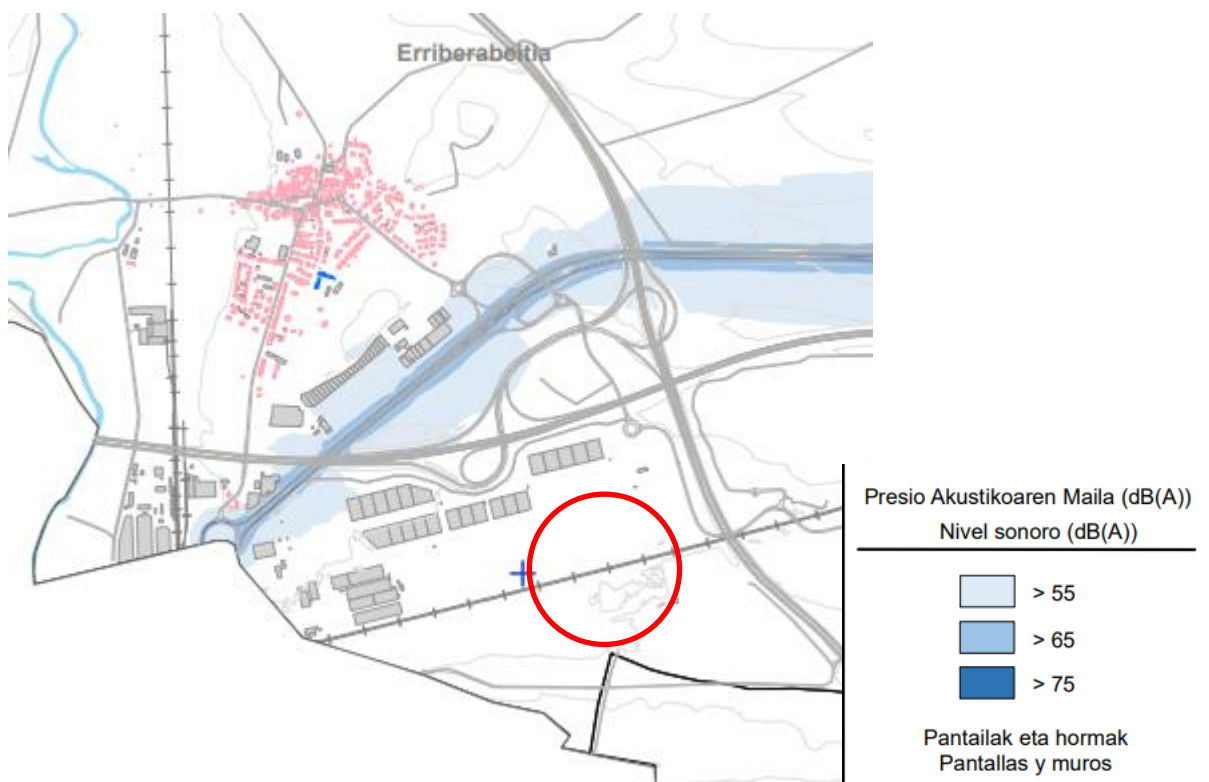 Erriberabeitia
Presio Akustikoaren Maila (dB(A))
Nivel sonoro (dB(A))
> 55
> 65
> 75
Pantailak eta hormak
Pantallas y muros